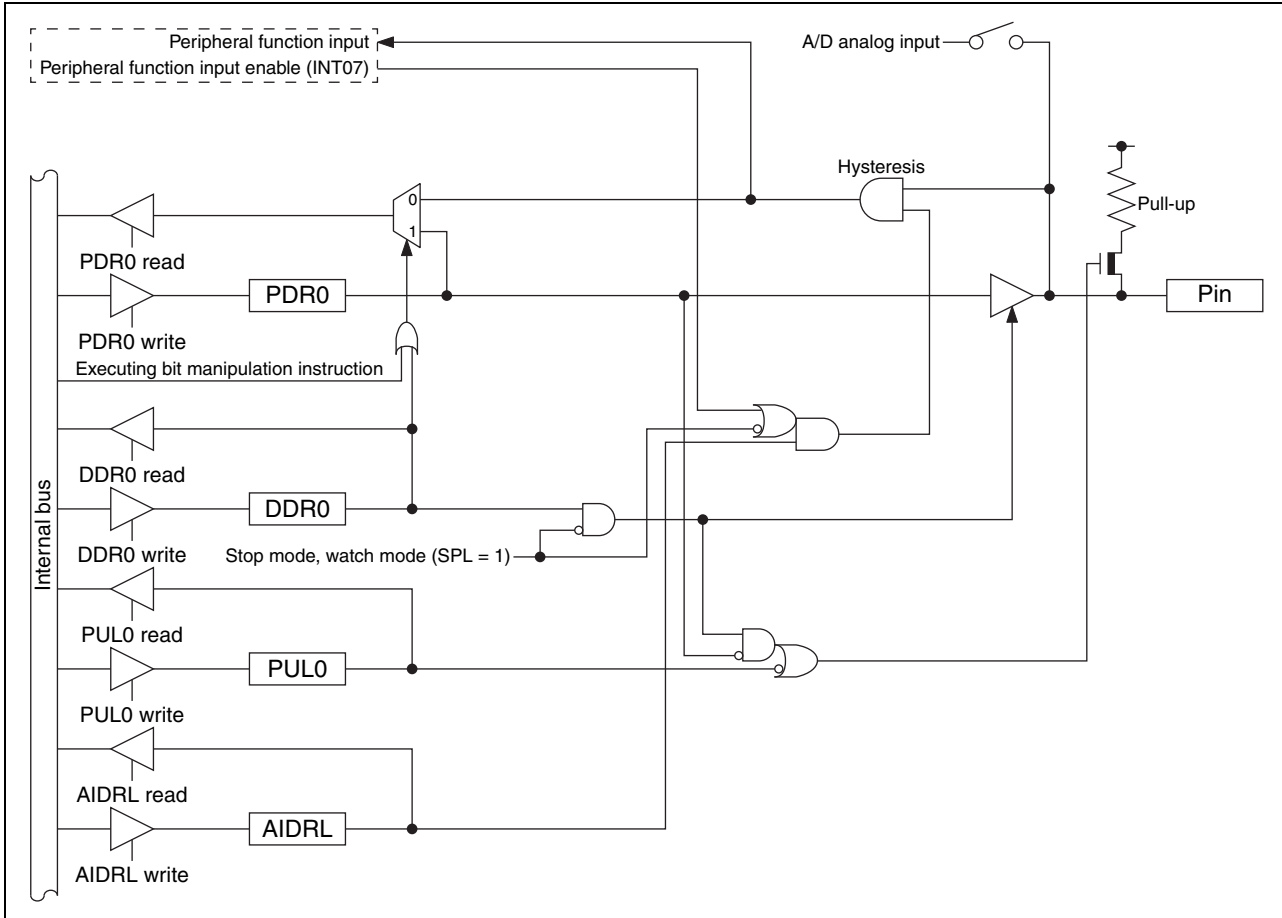 Peripheral function input
A/D analog input
Peripheral function input enable (INT07)
Hysteresis
0
Pull-up
1
PDR0 read
PDR0
Pin
PDR0 write
Executing bit manipulation instruction
DDR0 read
DDR0
DDR0 write
Stop mode, watch mode (SPL = 1)
Internal bus
PUL0 read
PUL0
PUL0 write
AIDRL read
AIDRL
AIDRL write